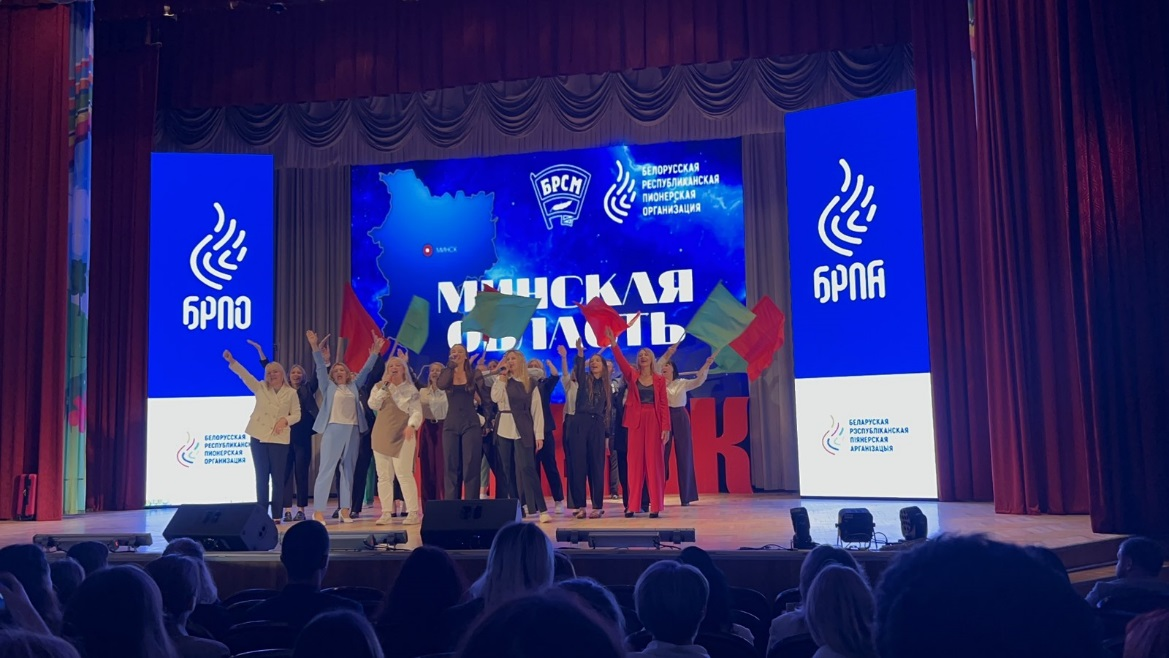 БРПО
БЕЛОРУССКАЯ
РЕСПУБЛИКАНСКАЯ
ПИОНЕРСКАЯ
ОРГАНИЗАЦИЯ
МИНСК
БРСМ
БЕЛОРУССКАЯ
РЕСПУБЛИКАНСКАЯ
ПИОНЕРСКАЯ
ОРГАНИЗАЦИЯ
МИНСКАЯ
ОБЛАСТЬ
К
БРПА
БЕЛАРУСКАЯ
РЭСПУБЛІКАНСКАЯ
ПІЯНЕРСКАЯ
АРГАНІЗАЦЫЯ